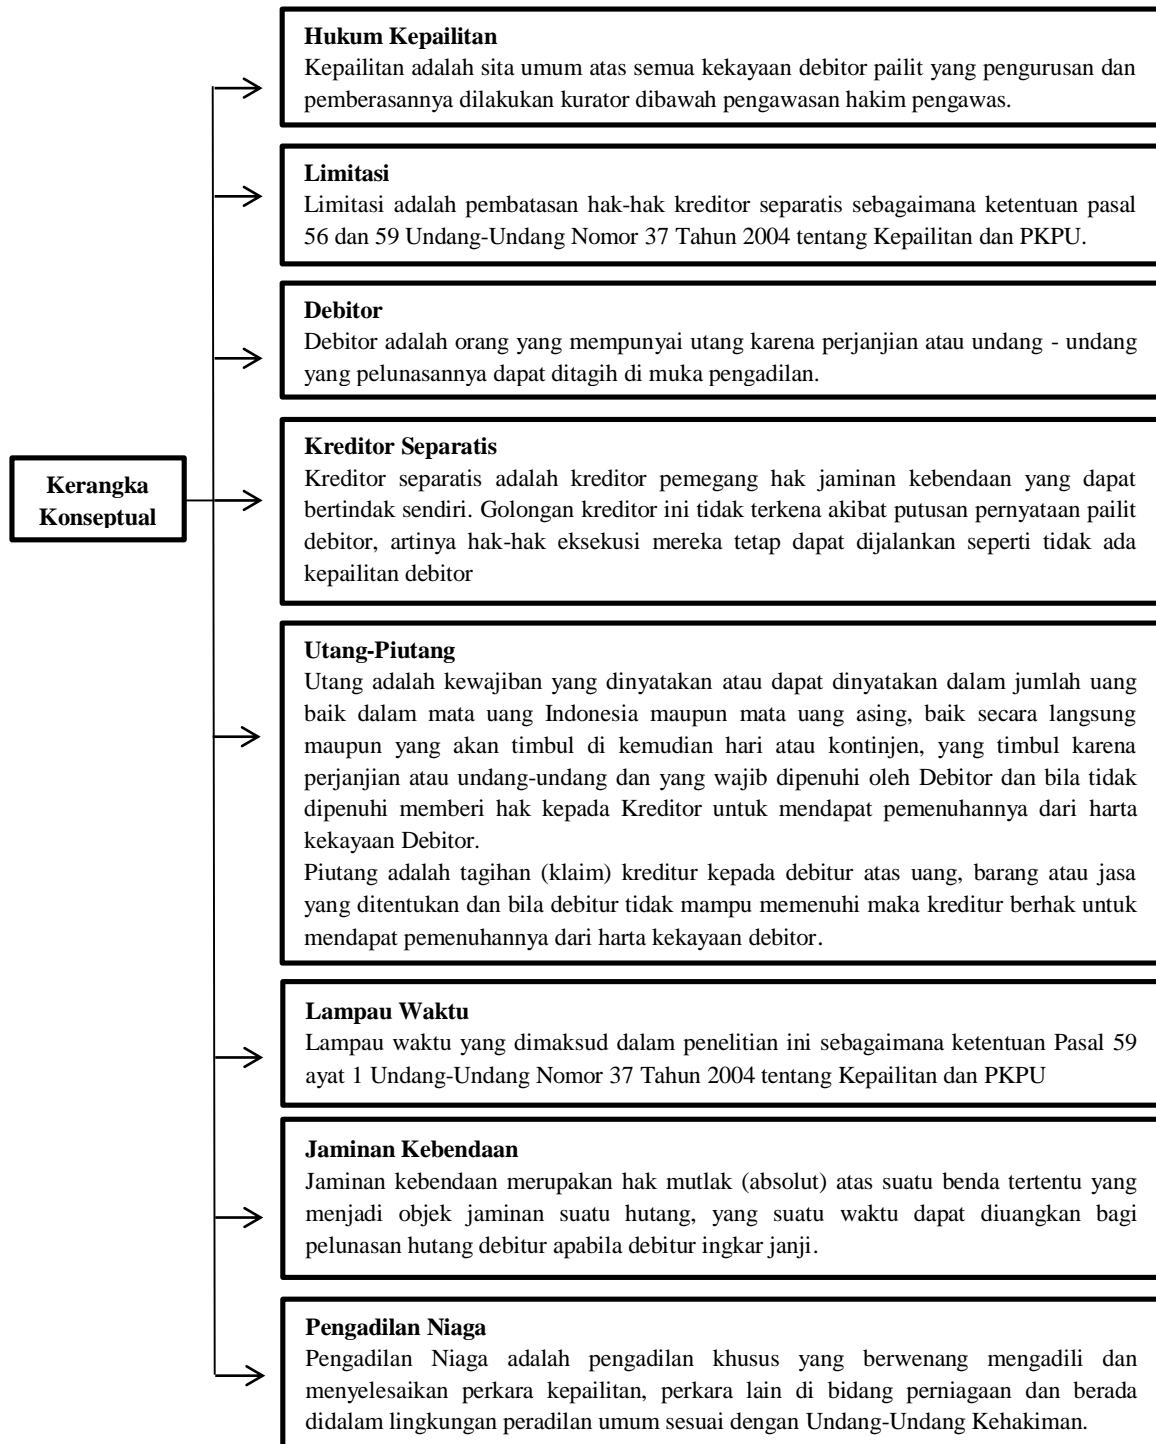 Hukum Kepailitan
Kepailitan adalah sita umum atas semua kekayaan debitor pailit yang pengurusan dan
pemberasannya dilakukan kurator dibawah pengawasan hakim pengawas.
Limitasi
Limitasi adalah pembatasan hak-hak kreditor separatis sebagaimana ketentuan pasal
56 dan 59 Undang-Undang Nomor 37 Tahun 2004 tentang Kepailitan dan PKPU.
Debitor
Debitor adalah orang yang mempunyai utang karena perjanjian atau undang - undang
yang pelunasannya dapat ditagih di muka pengadilan.
Kerangka
Konseptual
Kreditor Separatis
Kreditor separatis adalah kreditor pemegang hak jaminan kebendaan yang dapat
bertindak sendiri. Golongan kreditor ini tidak terkena akibat putusan pernyataan pailit
debitor, artinya hak-hak eksekusi mereka tetap dapat dijalankan seperti tidak ada
kepailitan debitor
Utang-Piutang
Utang adalah kewajiban yang dinyatakan atau dapat dinyatakan dalam jumlah uang
baik dalam mata uang Indonesia maupun mata uang asing, baik secara langsung
maupun yang akan timbul di kemudian hari atau kontinjen, yang timbul karena
perjanjian atau undang-undang dan yang wajib dipenuhi oleh Debitor dan bila tidak
dipenuhi memberi hak kepada Kreditor untuk mendapat pemenuhannya dari harta
kekayaan Debitor.
Piutang adalah tagihan (klaim) kreditur kepada debitur atas uang, barang atau jasa
yang ditentukan dan bila debitur tidak mampu memenuhi maka kreditur berhak untuk
mendapat pemenuhannya dari harta kekayaan debitor.
Lampau Waktu
Lampau waktu yang dimaksud dalam penelitian ini sebagaimana ketentuan Pasal 59
ayat 1 Undang-Undang Nomor 37 Tahun 2004 tentang Kepailitan dan PKPU
Jaminan Kebendaan
Jaminan kebendaan merupakan hak mutlak (absolut) atas suatu benda tertentu yang
menjadi objek jaminan suatu hutang, yang suatu waktu dapat diuangkan bagi
pelunasan hutang debitur apabila debitur ingkar janji.
Pengadilan Niaga
Pengadilan Niaga adalah pengadilan khusus yang berwenang mengadili dan
menyelesaikan perkara kepailitan, perkara lain di bidang perniagaan dan berada
didalam lingkungan peradilan umum sesuai dengan Undang-Undang Kehakiman.